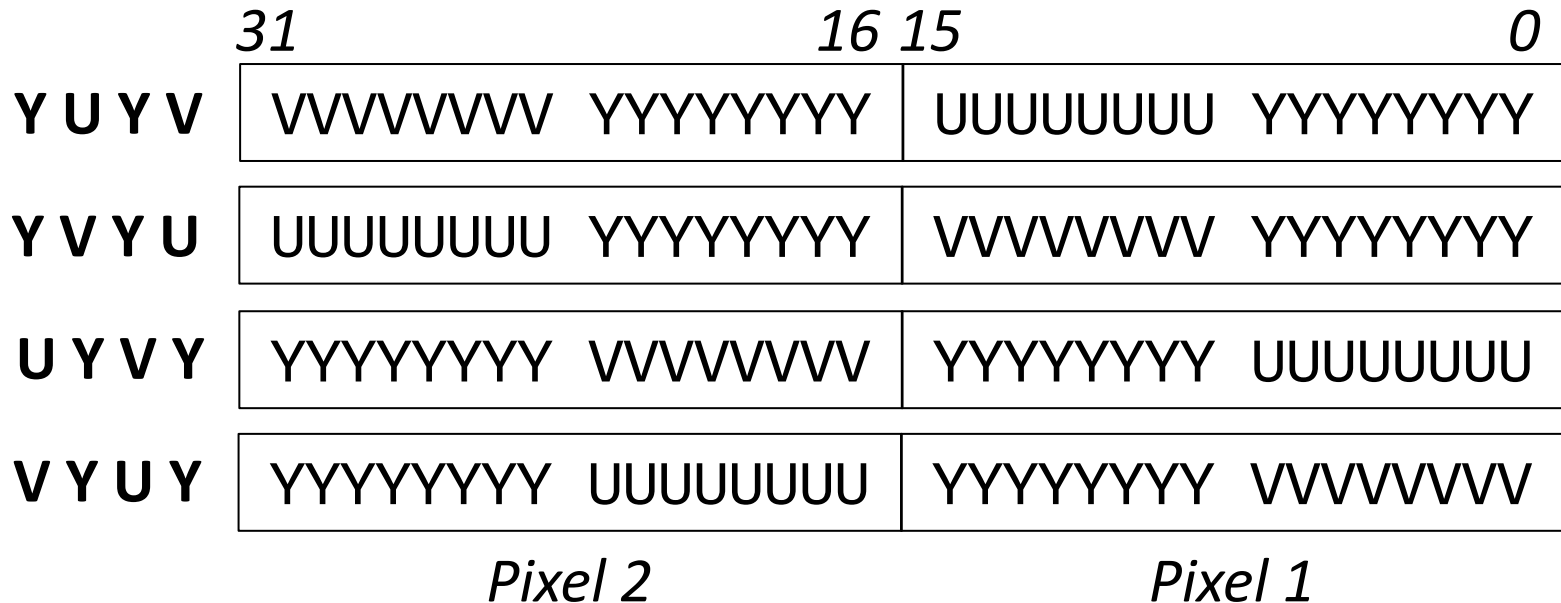 31 16 15 0
Y U Y V VVVVVVVV YYYYYYYY UUUUUUUU YYYYYYYY
Y V Y U UUUUUUUU YYYYYYYY VVVVVVVV YYYYYYYY
U Y V Y YYYYYYYY VVVVVVVV YYYYYYYY UUUUUUUU
V Y U Y YYYYYYYY UUUUUUUU YYYYYYYY VVVVVVVV
Pixel 2 Pixel 1